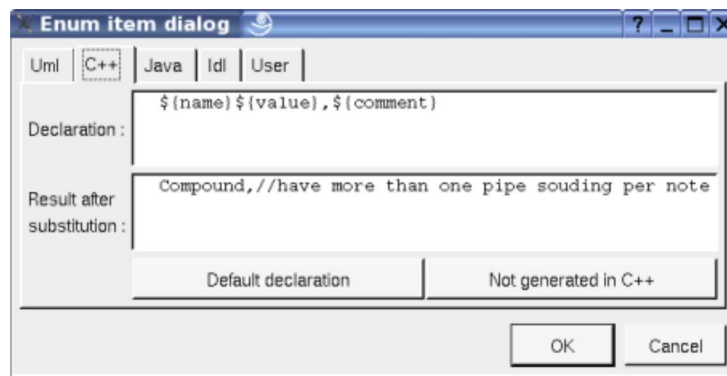 Enum item dialog
Uml C++ Java Idl User
Declaration :
${name}${value},${comment}
Result after
substitution :
Compound,//have more than one pipe souding per note
Default declaration Not generated in C++
OK Cancel